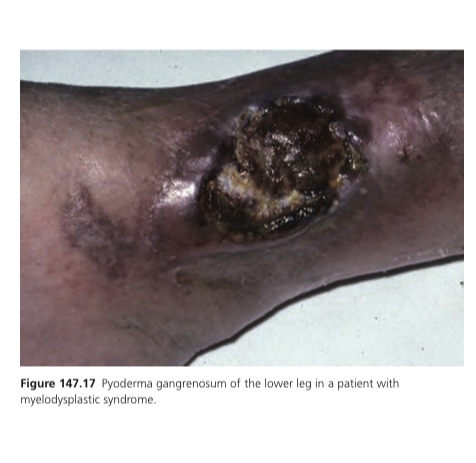 Figure 147.17 Pyoderma gangrenosum of the lower leg in a patient with
myelodysplastic syndrome.